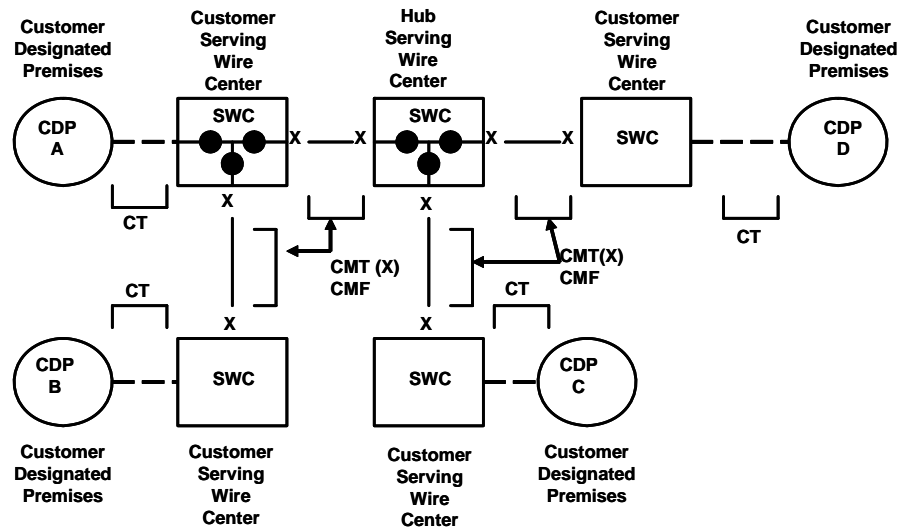 Customer
Designated
Premises
Customer
Serving
Wire
Center
Hub
Serving
Wire
Center
Customer
Serving
Wire
Center
Customer
Designated
Premises
CDP
A
SWC
X
X
SWC
X
X
SWC
CDP
D
X
X
CT
CT
CMT (X)
CMF
CMT(X)
CMF
CT
CT
X
X
CDP
B
SWC
SWC
CDP
C
Customer
Designated
Premises
Customer
Serving
Wire
Center
Customer
Serving
Wire
Center
Customer
Designated
Premises